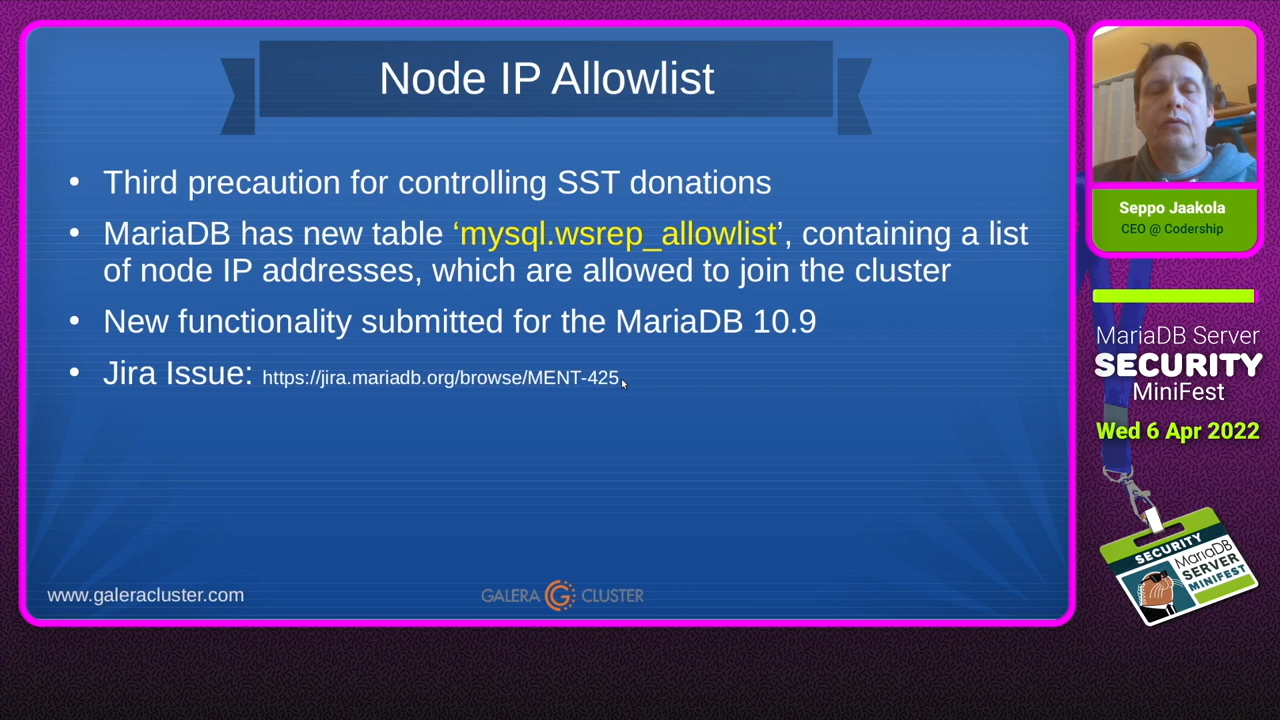 Node IP Allowlist
• Third precaution for controlling SST donations
• MariaDB has new table ‘mysql.wsrep_allowlist’, containing a list
of node IP addresses, which are allowed to join the cluster
• New functionality submitted for the MariaDB 10.9
• Jira Issue: https://jira.mariadb.org/browse/MENT-425
www.galeracluster.com
GALERA CLUSTER
Seppo Jaakola
CEO @ Codership
MariaDB Server
SECURITY
MiniFest
Wed 6 Apr 2022
SECURITY
MariaDB
SERVER
MINIFEST